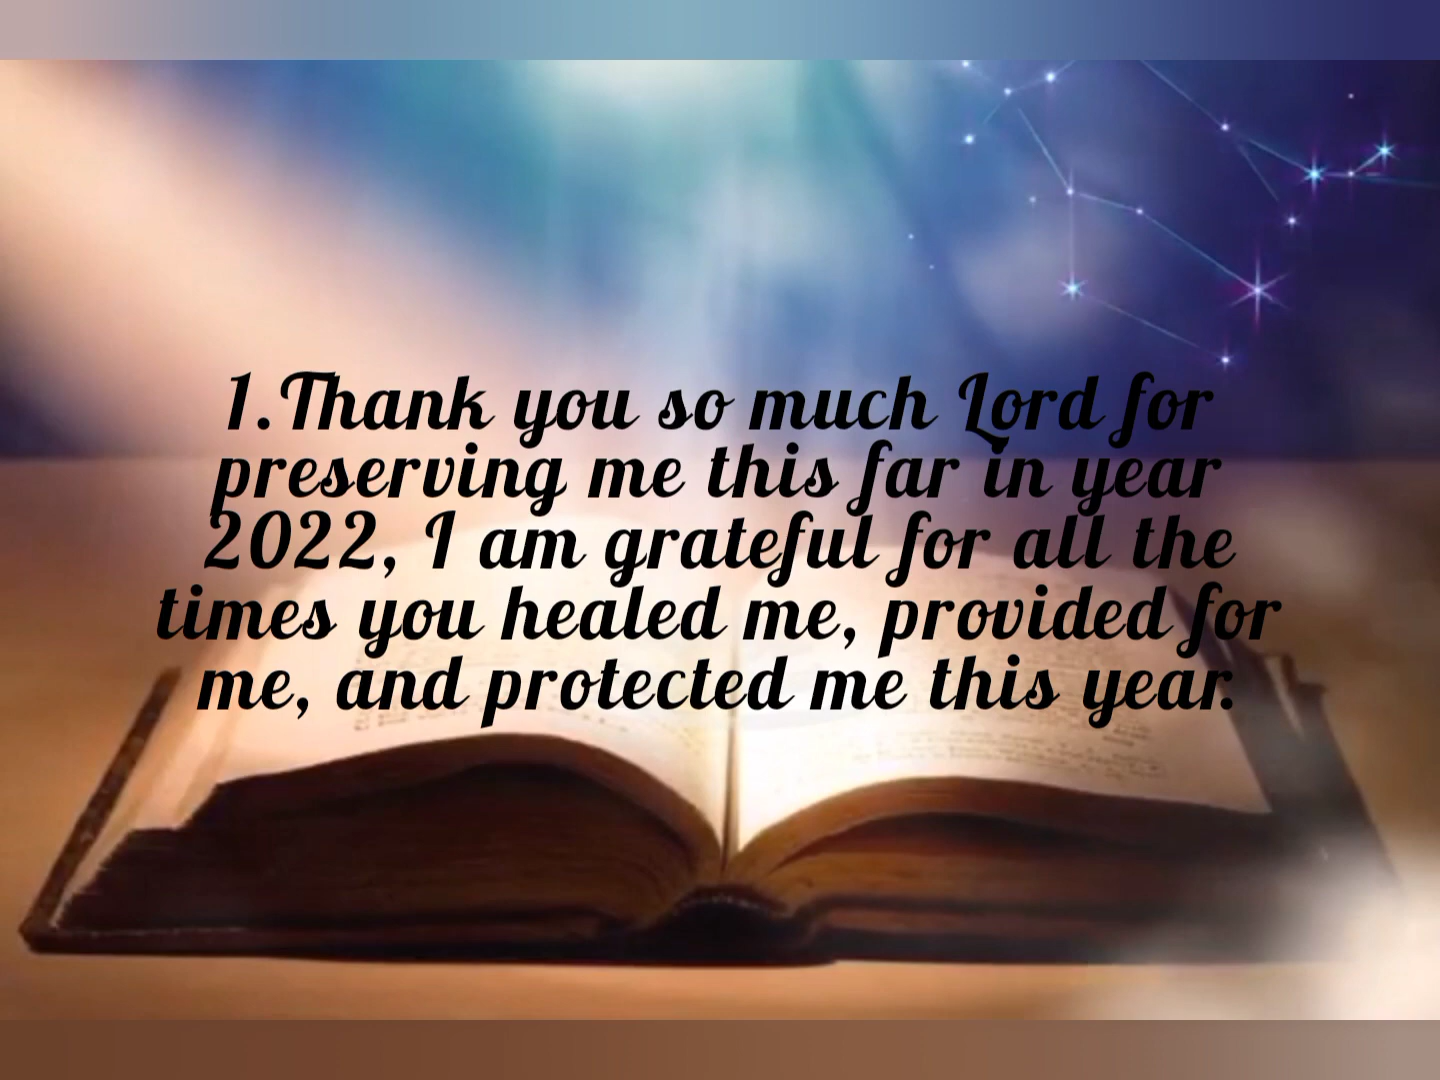 1.Thank you so much Lord for
preserving me this far in year
2022, I am grateful for all the
times you healed me, provided for
me, and protected me this year.